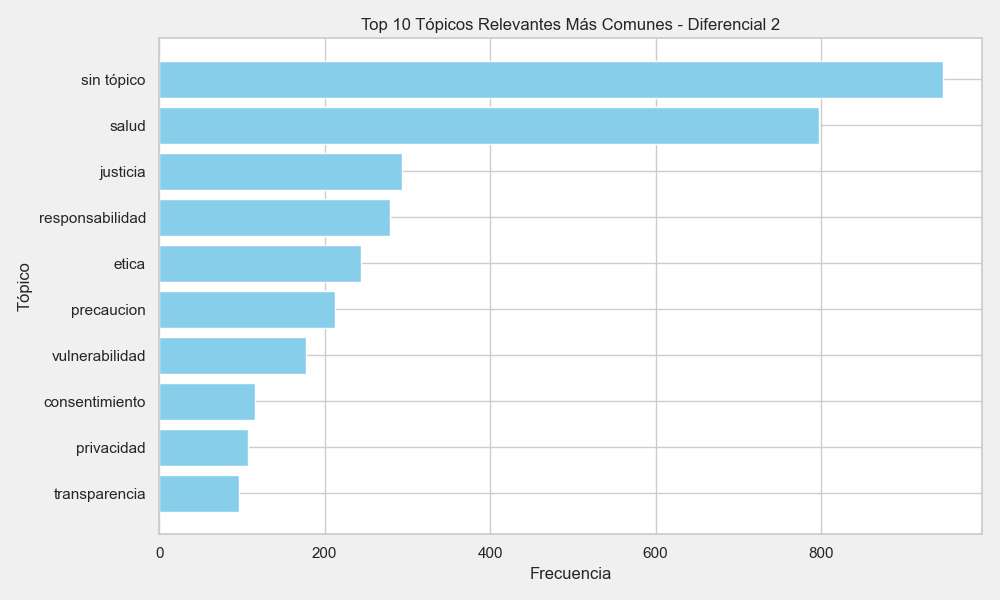 Top 10 Tópicos Relevantes Más Comunes - Diferencial 2
Tópico
sin tópico
salud
justicia
responsabilidad
etica
precaucion
vulnerabilidad
consentimiento
privacidad
transparencia
0 200 400 600 800
Frecuencia